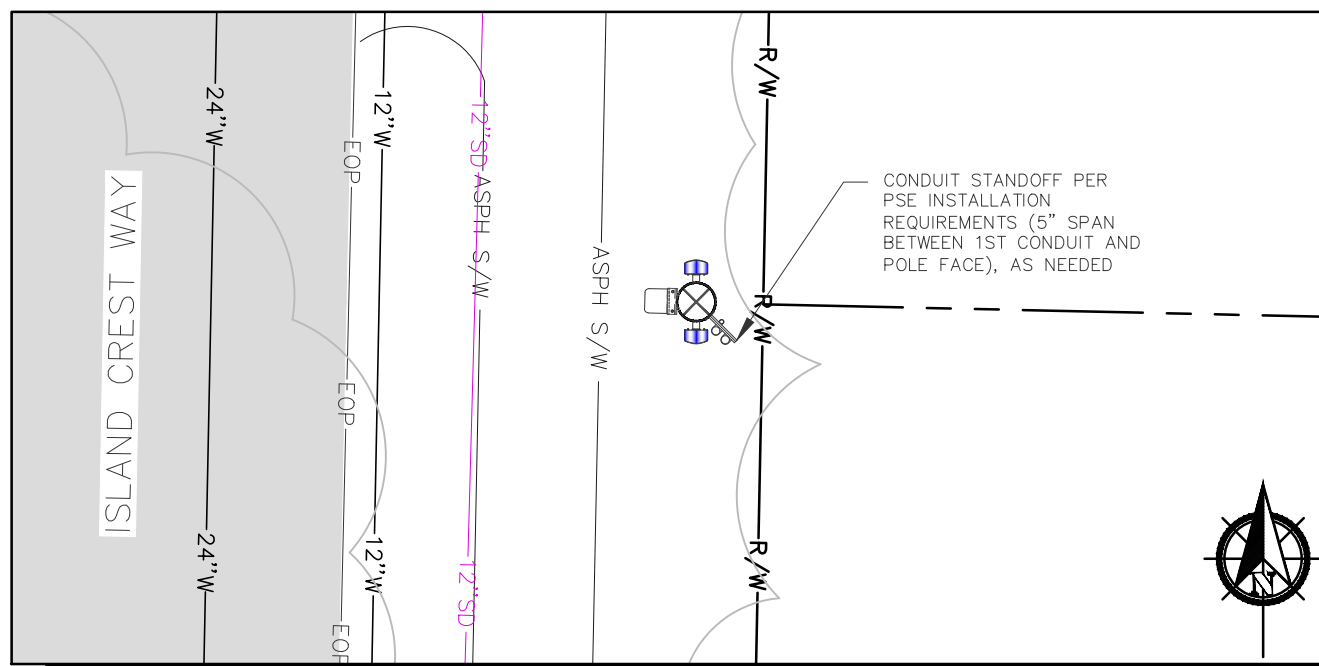 ISLAND CREST WAY
24"W
24"W
EOP
EOP
EOP
12"W
12"W
12"SD
12"SD
ASPH S/W
ASPH S/W
R/W
R/W
R/W
CONDUIT STANDOFF PER
PSE INSTALLATION
REQUIREMENTS (5" SPAN
BETWEEN 1ST CONDUIT AND
POLE FACE), AS NEEDED
N